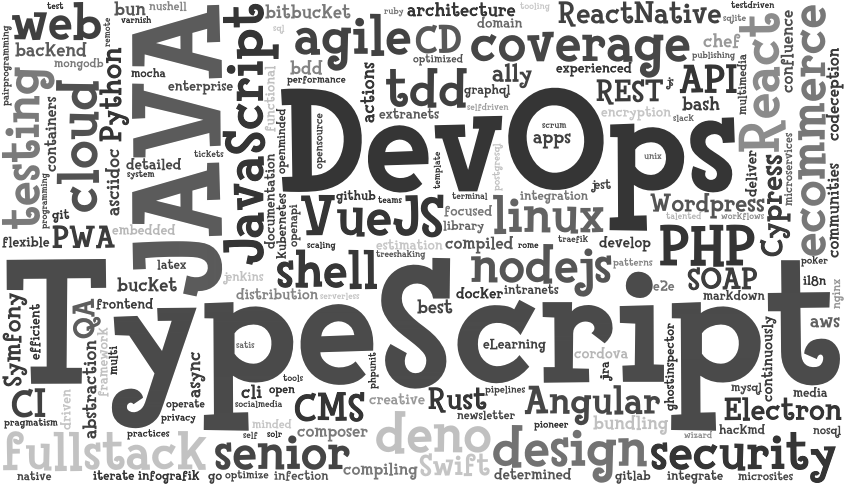 test
nushell
bun
varnish
web
backend
mongodb
pairprogramming
remote
JAVA
JavaScript
bitbucket
sql
ruby
architecture
tooling
domain
ReactNative
sqlite
testdriven
confluence
ecommerce
codeception
agile
CD
optimized
coverage
chef
publishing
bdd
performance
actions
tdd
graphql
ally
experienced
REST
js
API
multimedia
React
testing
containers
cloud
Python
asciidoc
mocha
enterprise
functional
openminded
opensource
extranets
selfdriven
encryption
bash
slack
DevOps
scrum
apps
unix
detailed
system
tickets
programming
git
flexible
PWA
embedded
documentation
kubernetes
openapi
github
teams
template
terminal
postgresql
integration
jest
VueJS
focused
library
linux
Wordpress
talented
workflows
deliver
Cypress
microservices
communities
scaling
estimation
treeshaking
compiled
rome
traefik
develop
PHP
poker
latex
bucket
jenkins
shell
nodejs
patterns
SOAP
il8n
distribution
serverless
best
docker
intranets
e2e
markdown
nginx
TypeScript
Symfony
efficient
QA
frontend
framework
multi
abstraction
async
satis
phpunit
eLearning
cordova
jra
ghostinspector
continuously
aws
tools
cli
open
operate
socialmedia
privacy
CI
pragmatism
driven
practices
minded
self
solr
CMS
composer
creative
Rust
pipelines
newsletter
Angular
pioneer
bundling
wizard
mysql
media
Electron
hackmd
nosql
fullstack
senior
deno
Swift
design
security
native
iterate
infografik
go
optimize
infection
compiling
determined
gitlab
integrate
microsites